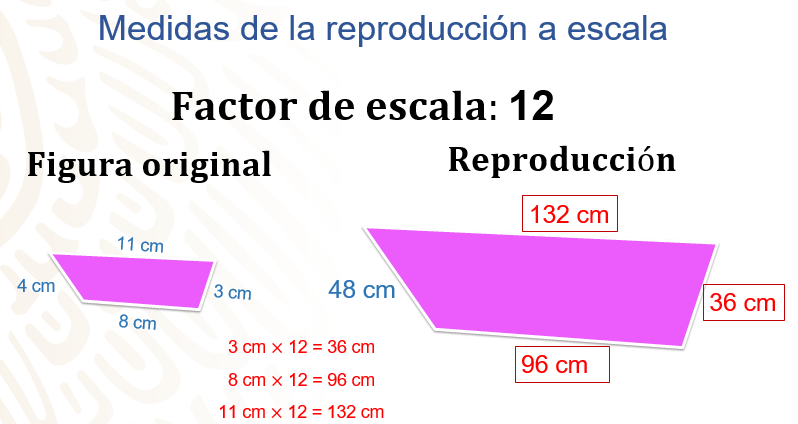 Medidas de la reproducción a escala
Factor de escala: 12
Figura original
Reproducción
11 cm
4 cm
3 cm
8 cm
132 cm
48 cm
36 cm
96 cm
3 cm × 12 = 36 cm
8 cm × 12 = 96 cm
11 cm × 12 = 132 cm